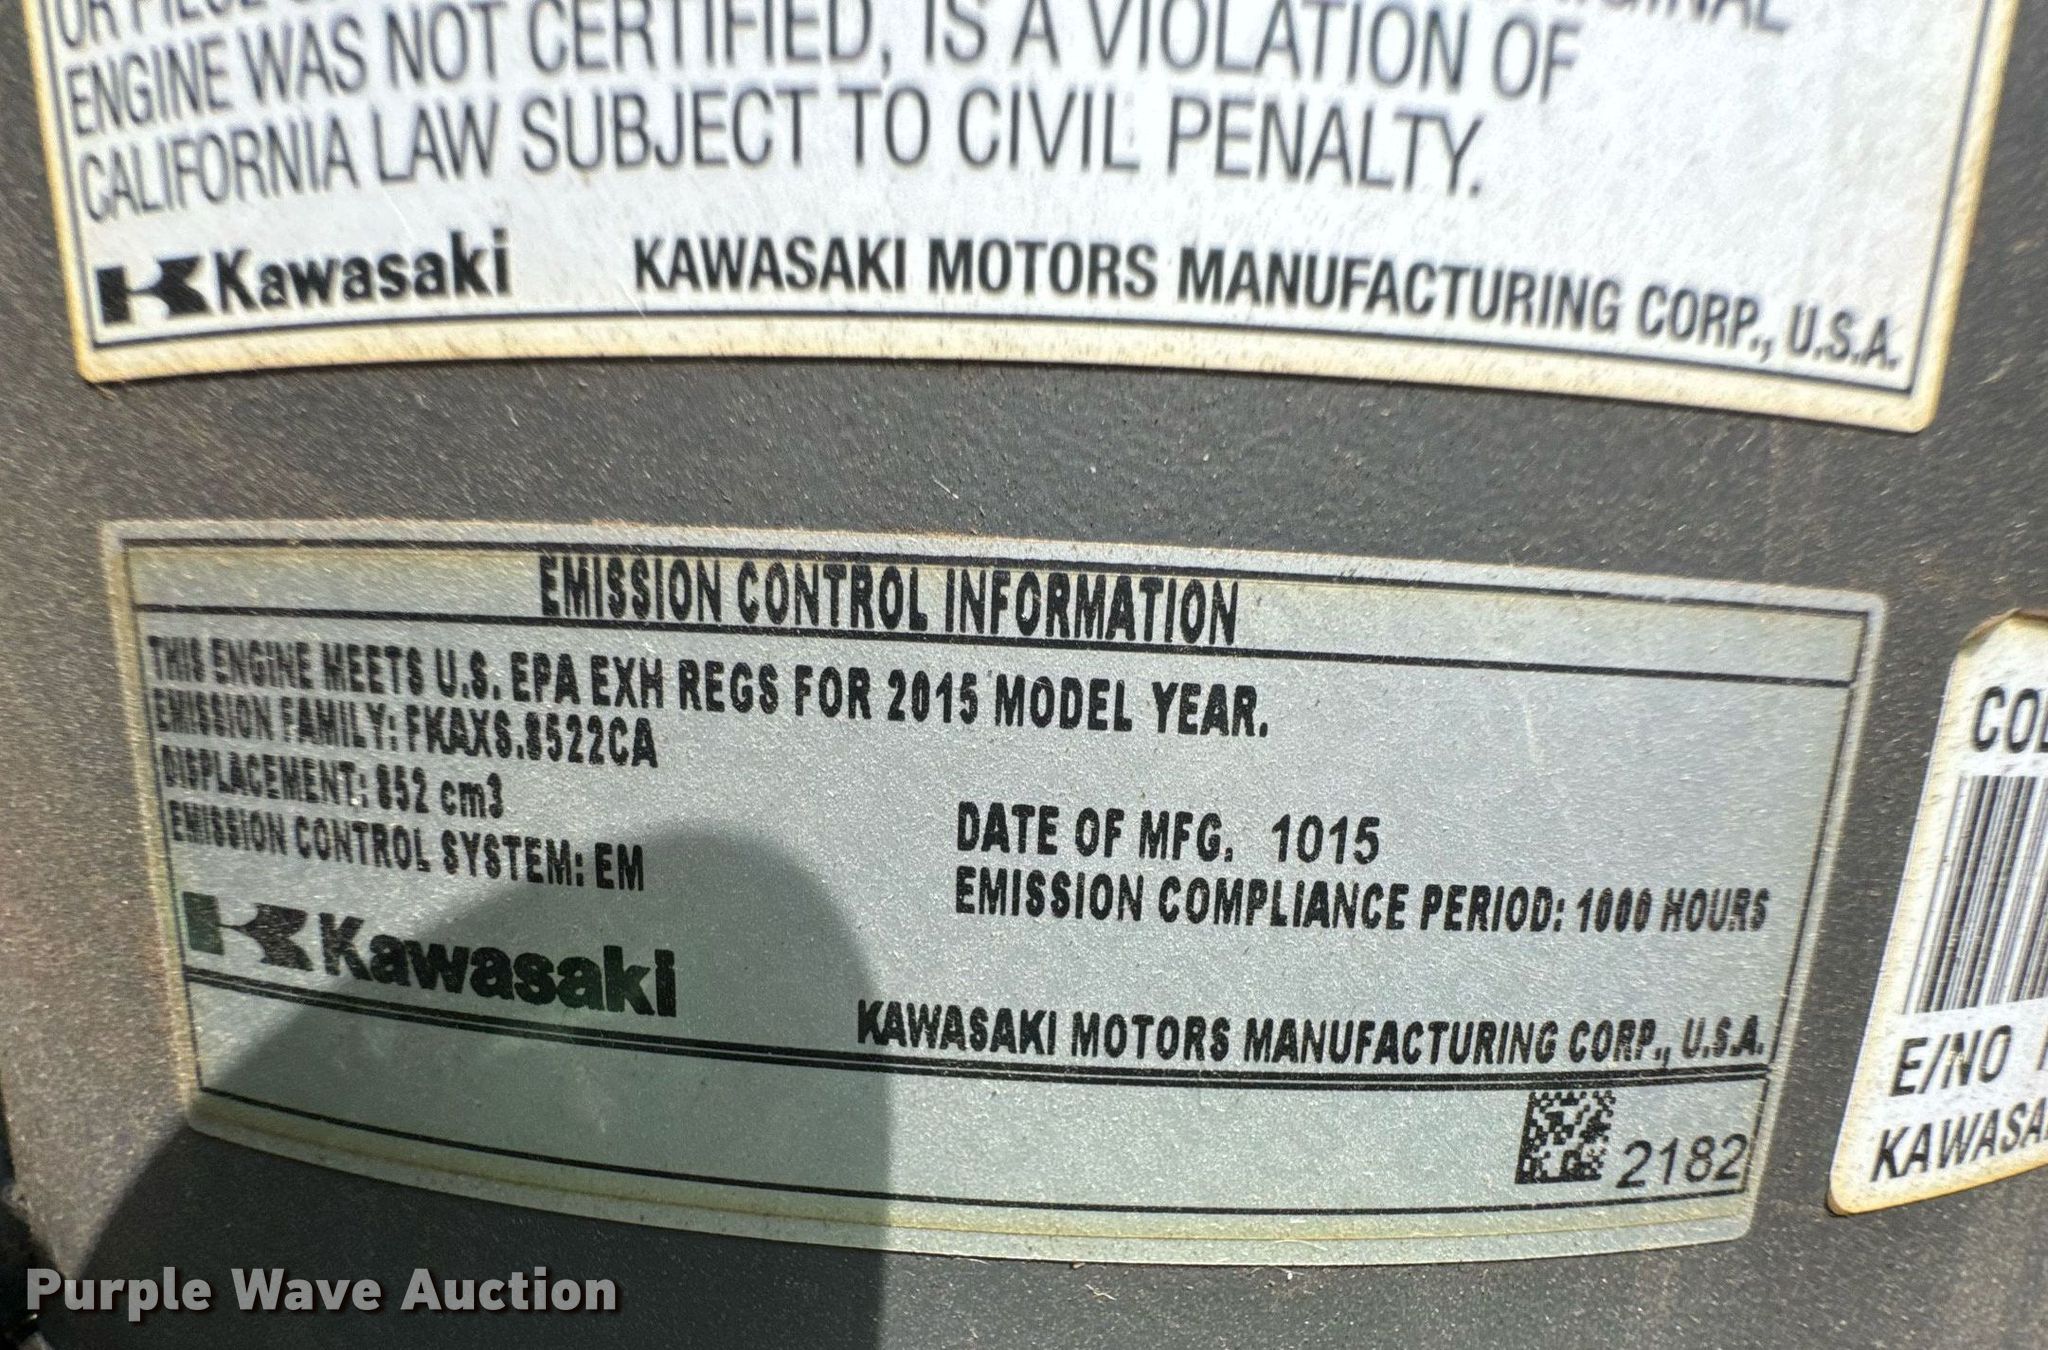 ENGINE WAS NOT CERTIFIED, IS A VIOLATION OF
CALIFORNIA LAW SUBJECT TO CIVIL PENALTY.
Kawasaki KAWASAKI MOTORS MANUFACTURING CORP., U.S.A.
EMISSION CONTROL INFORMATION
THIS ENGINE MEETS U.S. EPA EXH REGS FOR 2015 MODEL YEAR.
EMISSION FAMILY: FKAXS.8522CA
DISPLACEMENT: 852 cm3
EMISSION CONTROL SYSTEM: EM
DATE OF MFG. 1015
EMISSION COMPLIANCE PERIOD: 1000 HOURS
Kawasaki
KAWASAKI MOTORS MANUFACTURING CORP., U.S.A.
2182
E/NO
Purple Wave Auction